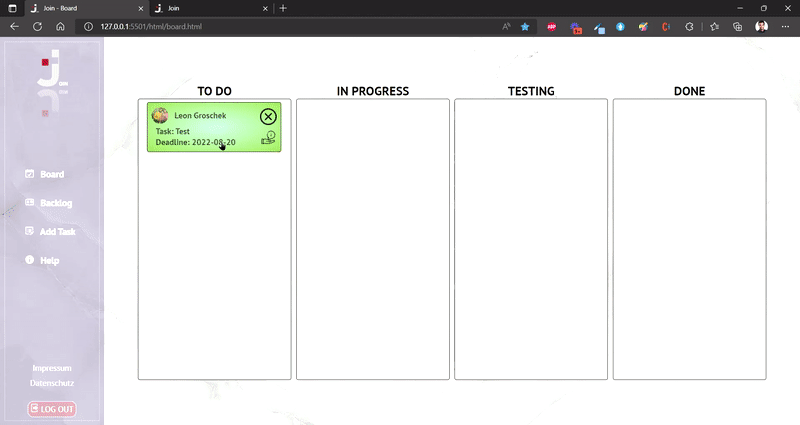 Join - Board
Join
127.0.0.1:5501/html/board.html
Join
Board
Backlog
Add Task
Help
Impressum
Datenschutz
LOG OUT
TO DO
IN PROGRESS
TESTING
DONE
Leon Groschek
Task: Test
Deadline: 2022-08-20